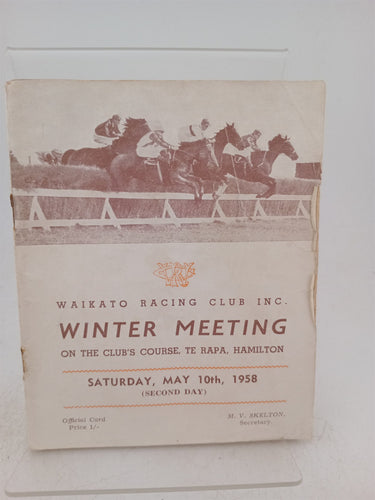 WAIKATO RACING CLUB INC.
WINTER MEETING
ON THE CLUB'S COURSE, TE RAPA, HAMILTON
SATURDAY, MAY 10th, 1958
(SECOND DAY)
Official Card
Price 1/-
M. V. SKELTON,
Secretary.